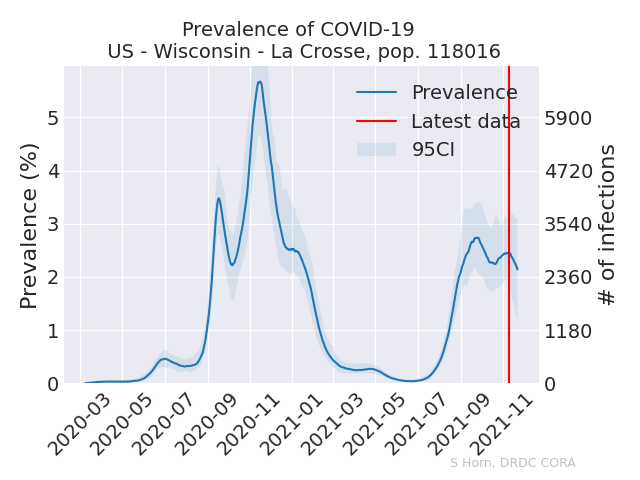 Prevalence of COVID-19
US - Wisconsin - La Crosse, pop. 118016
Prevalence (%)
5
4
3
2
1
0
Prevalence
Latest data
95CI
5900
4720
3540
2360
1180
0
# of infections
2020-03
2020-05
2020-07
2020-09
2020-11
2021-01
2021-03
2021-05
2021-07
2021-09
2021-11
S Horn, DRDC CORA